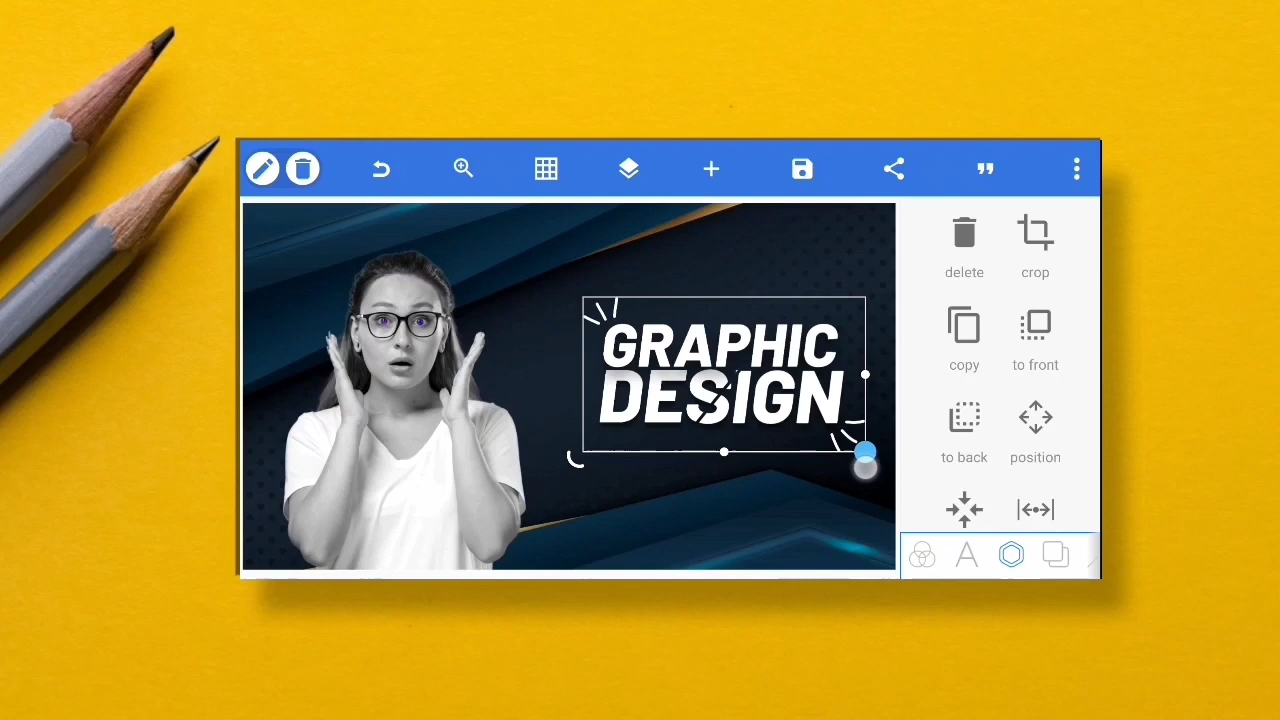 GRAPHIC
DESIGN
delete
crop
copy
to front
to back
position
A